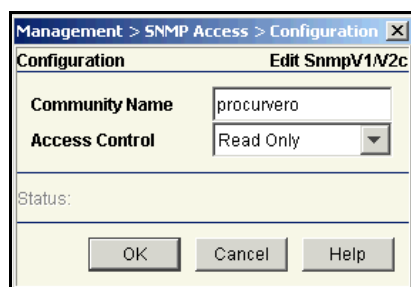 Management > SNMP Access > Configuration
Configuration Edit SnmpV1/V2c
Community Name procurvero
Access Control Read Only
Status:
OK Cancel Help